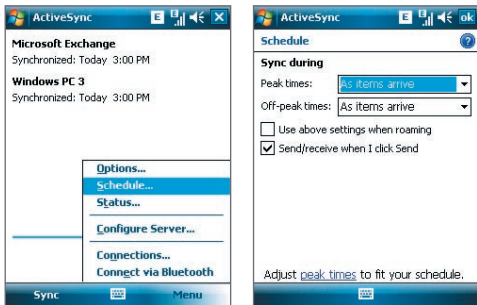 ActiveSync
E
Microsoft Exchange
Synchronized: Today 3:00 PM
Windows PC 3
Synchronized: Today 3:00 PM
Options...
Schedule...
Status...
Configure Server...
Connections...
Connect via Bluetooth
Sync
Menu
ActiveSync
E
ok
Schedule
?
Sync during
Peak times: As items arrive
Off-peak times: As items arrive
Use above settings when roaming
Send/receive when I click Send
Adjust peak times to fit your schedule.